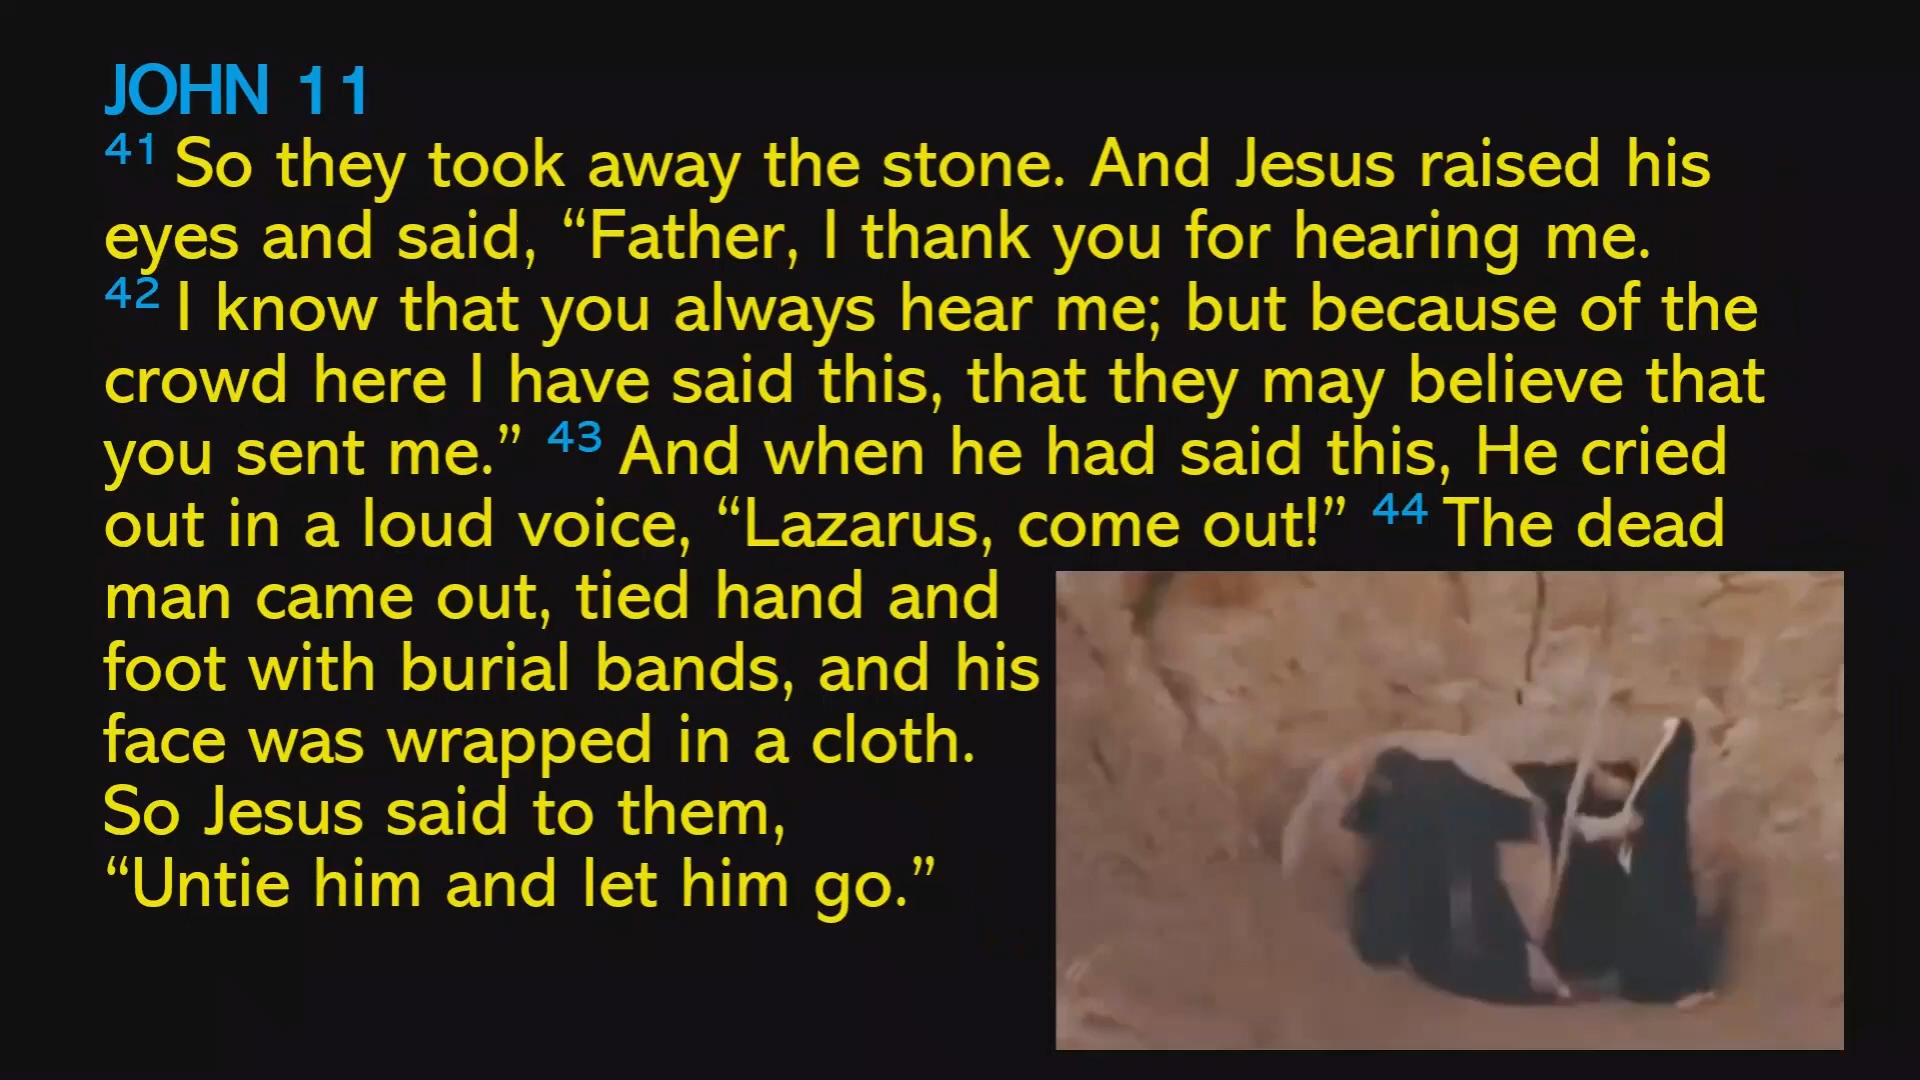 JOHN 11
41 So they took away the stone. And Jesus raised his
eyes and said, “Father, I thank you for hearing me.
42 I know that you always hear me; but because of the
crowd here I have said this, that they may believe that
you sent me.” 43 And when he had said this, He cried
out in a loud voice, “Lazarus, come out!” 44 The dead
man came out, tied hand and
foot with burial bands, and his
face was wrapped in a cloth.
So Jesus said to them,
“Untie him and let him go.”